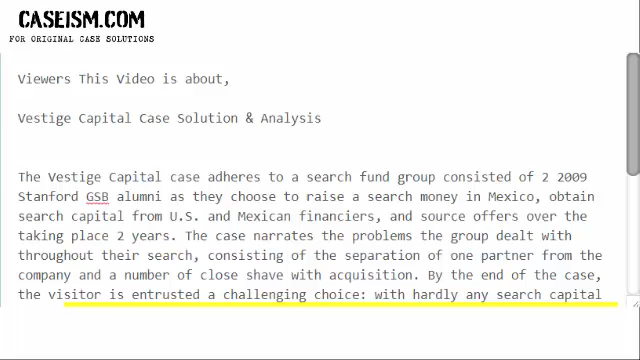 CASEISM.COM
FOR ORIGINAL CASE SOLUTIONS
Viewers This Video is about,
Vestige Capital Case Solution & Analysis
The Vestige Capital case adheres to a search fund group consisted of 2 2009
Stanford GSB alumni as they choose to raise a search money in Mexico, obtain
search capital from U.S. and Mexican financiers, and source offers over the
taking place 2 years. The case narrates the problems the group dealt with
throughout their search, consisting of the separation of one partner from the
company and a number of close shave with acquisition. By the end of the case,
the visitor is entrusted a challenging choice: with hardly any search capital